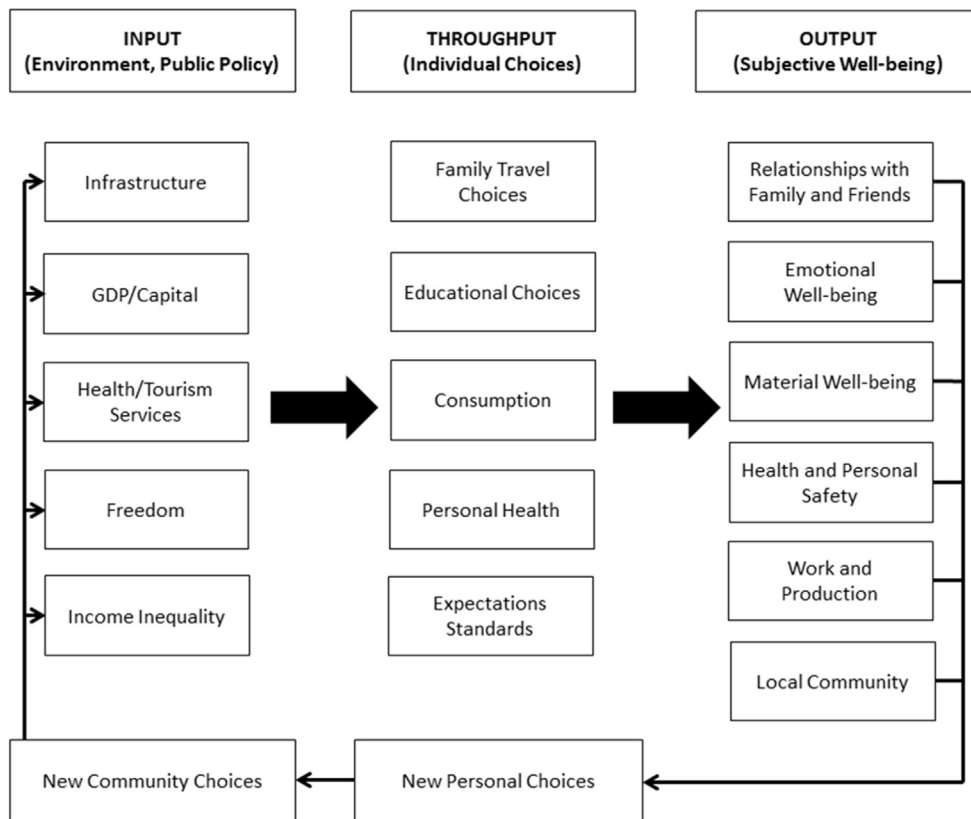 INPUT
(Environment, Public Policy)
THROUGHPUT
(Individual Choices)
OUTPUT
(Subjective Well-being)
Infrastructure
GDP/Capital
Health/Tourism
Services
Freedom
Income Inequality
Family Travel
Choices
Educational Choices
Consumption
Personal Health
Expectations
Standards
Relationships with
Family and Friends
Emotional
Well-being
Material Well-being
Health and Personal
Safety
Work and
Production
Local Community
New Community Choices
New Personal Choices